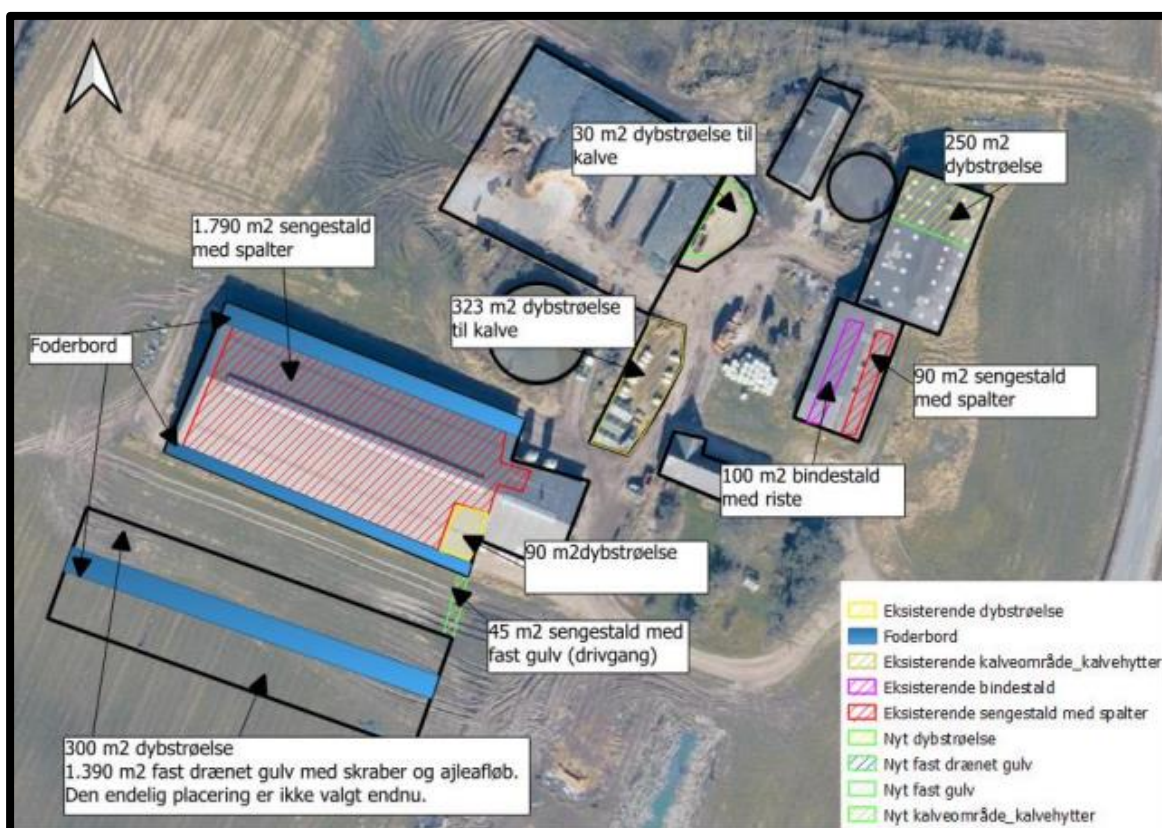 30 m2 dybstrøelse til
kalve
250 m2
dybstrøelse
1.790 m2 sengestald
med spalter
323 m2 dybstrøelse
til kalve
Foderbord
90 m2 sengestald
med spalter
100 m2 bindestald
med riste
90 m2dybstrøelse
45 m2 sengestald med
fast gulv (drivgang)
300 m2 dybstrøelse
1.390 m2 fast drænet gulv med skraber og ajleafløb.
Den endelig placering er ikke valgt endnu.
Eksisterende dybstrøelse
Foderbord
Eksisterende kalveområde_kalvehytter
Eksisterende bindestald
Eksisterende sengestald med spalter
Nyt dybstrøelse
Nyt fast drænet gulv
Nyt fast gulv
Nyt kalveområde_kalvehytter